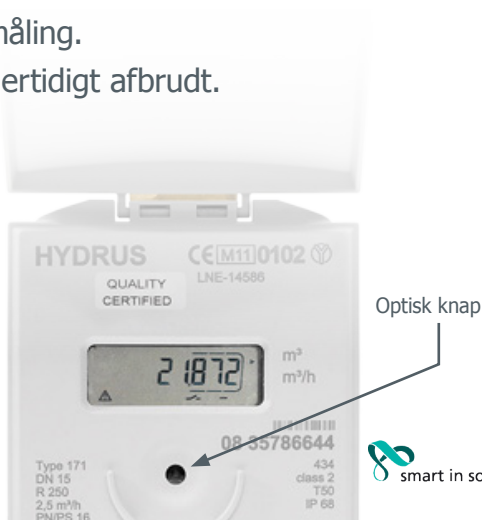 måling.
ertidigt afbrudt.
HYDRUS
CE M11 0102
LNE-14586
QUALITY
CERTIFIED
Optisk knap
21872
m³
m³/h
08 35786644
Type 171
DN 15
R 250
2,5 m³/h
PN/PS 16
434
class 2
T50
IP 68
smart in so